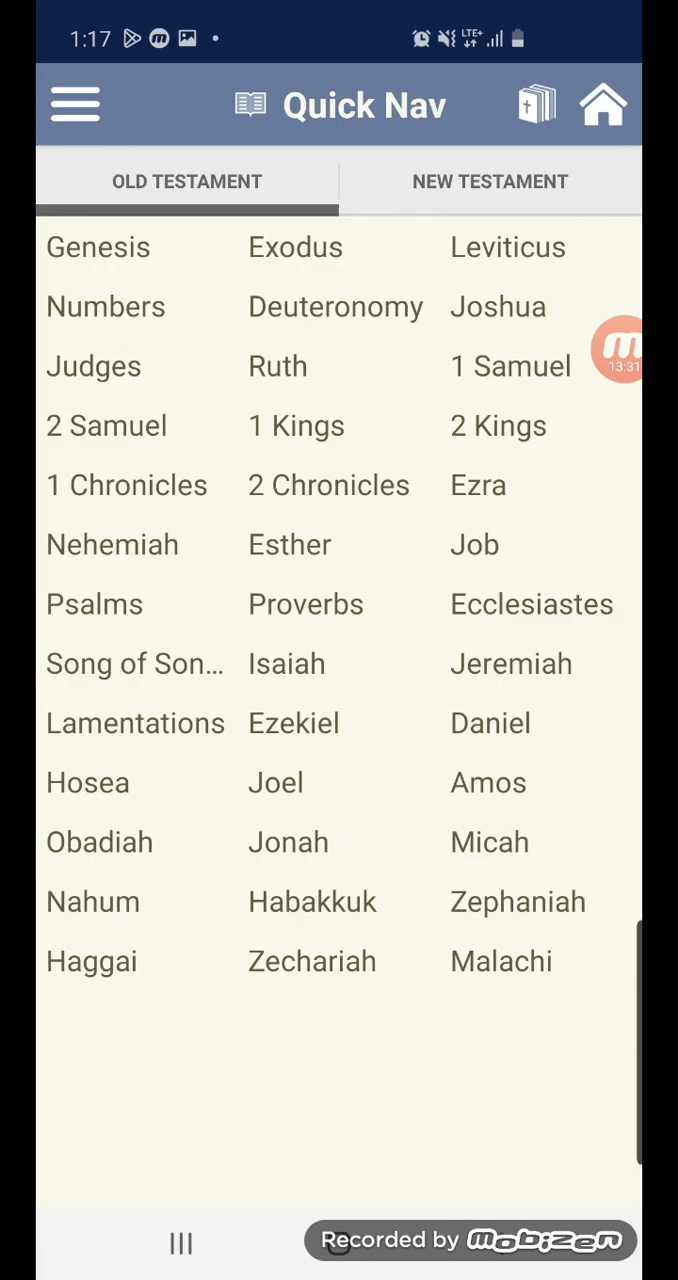 1:17 LTE+
Quick Nav
OLD TESTAMENT NEW TESTAMENT
Genesis Exodus Leviticus
Numbers Deuteronomy Joshua
Judges Ruth 1 Samuel
13:31
2 Samuel 1 Kings 2 Kings
1 Chronicles 2 Chronicles Ezra
Nehemiah Esther Job
Psalms Proverbs Ecclesiastes
Song of Son... Isaiah Jeremiah
Lamentations Ezekiel Daniel
Hosea Joel Amos
Obadiah Jonah Micah
Nahum Habakkuk Zephaniah
Haggai Zechariah Malachi
Recorded by mobizen